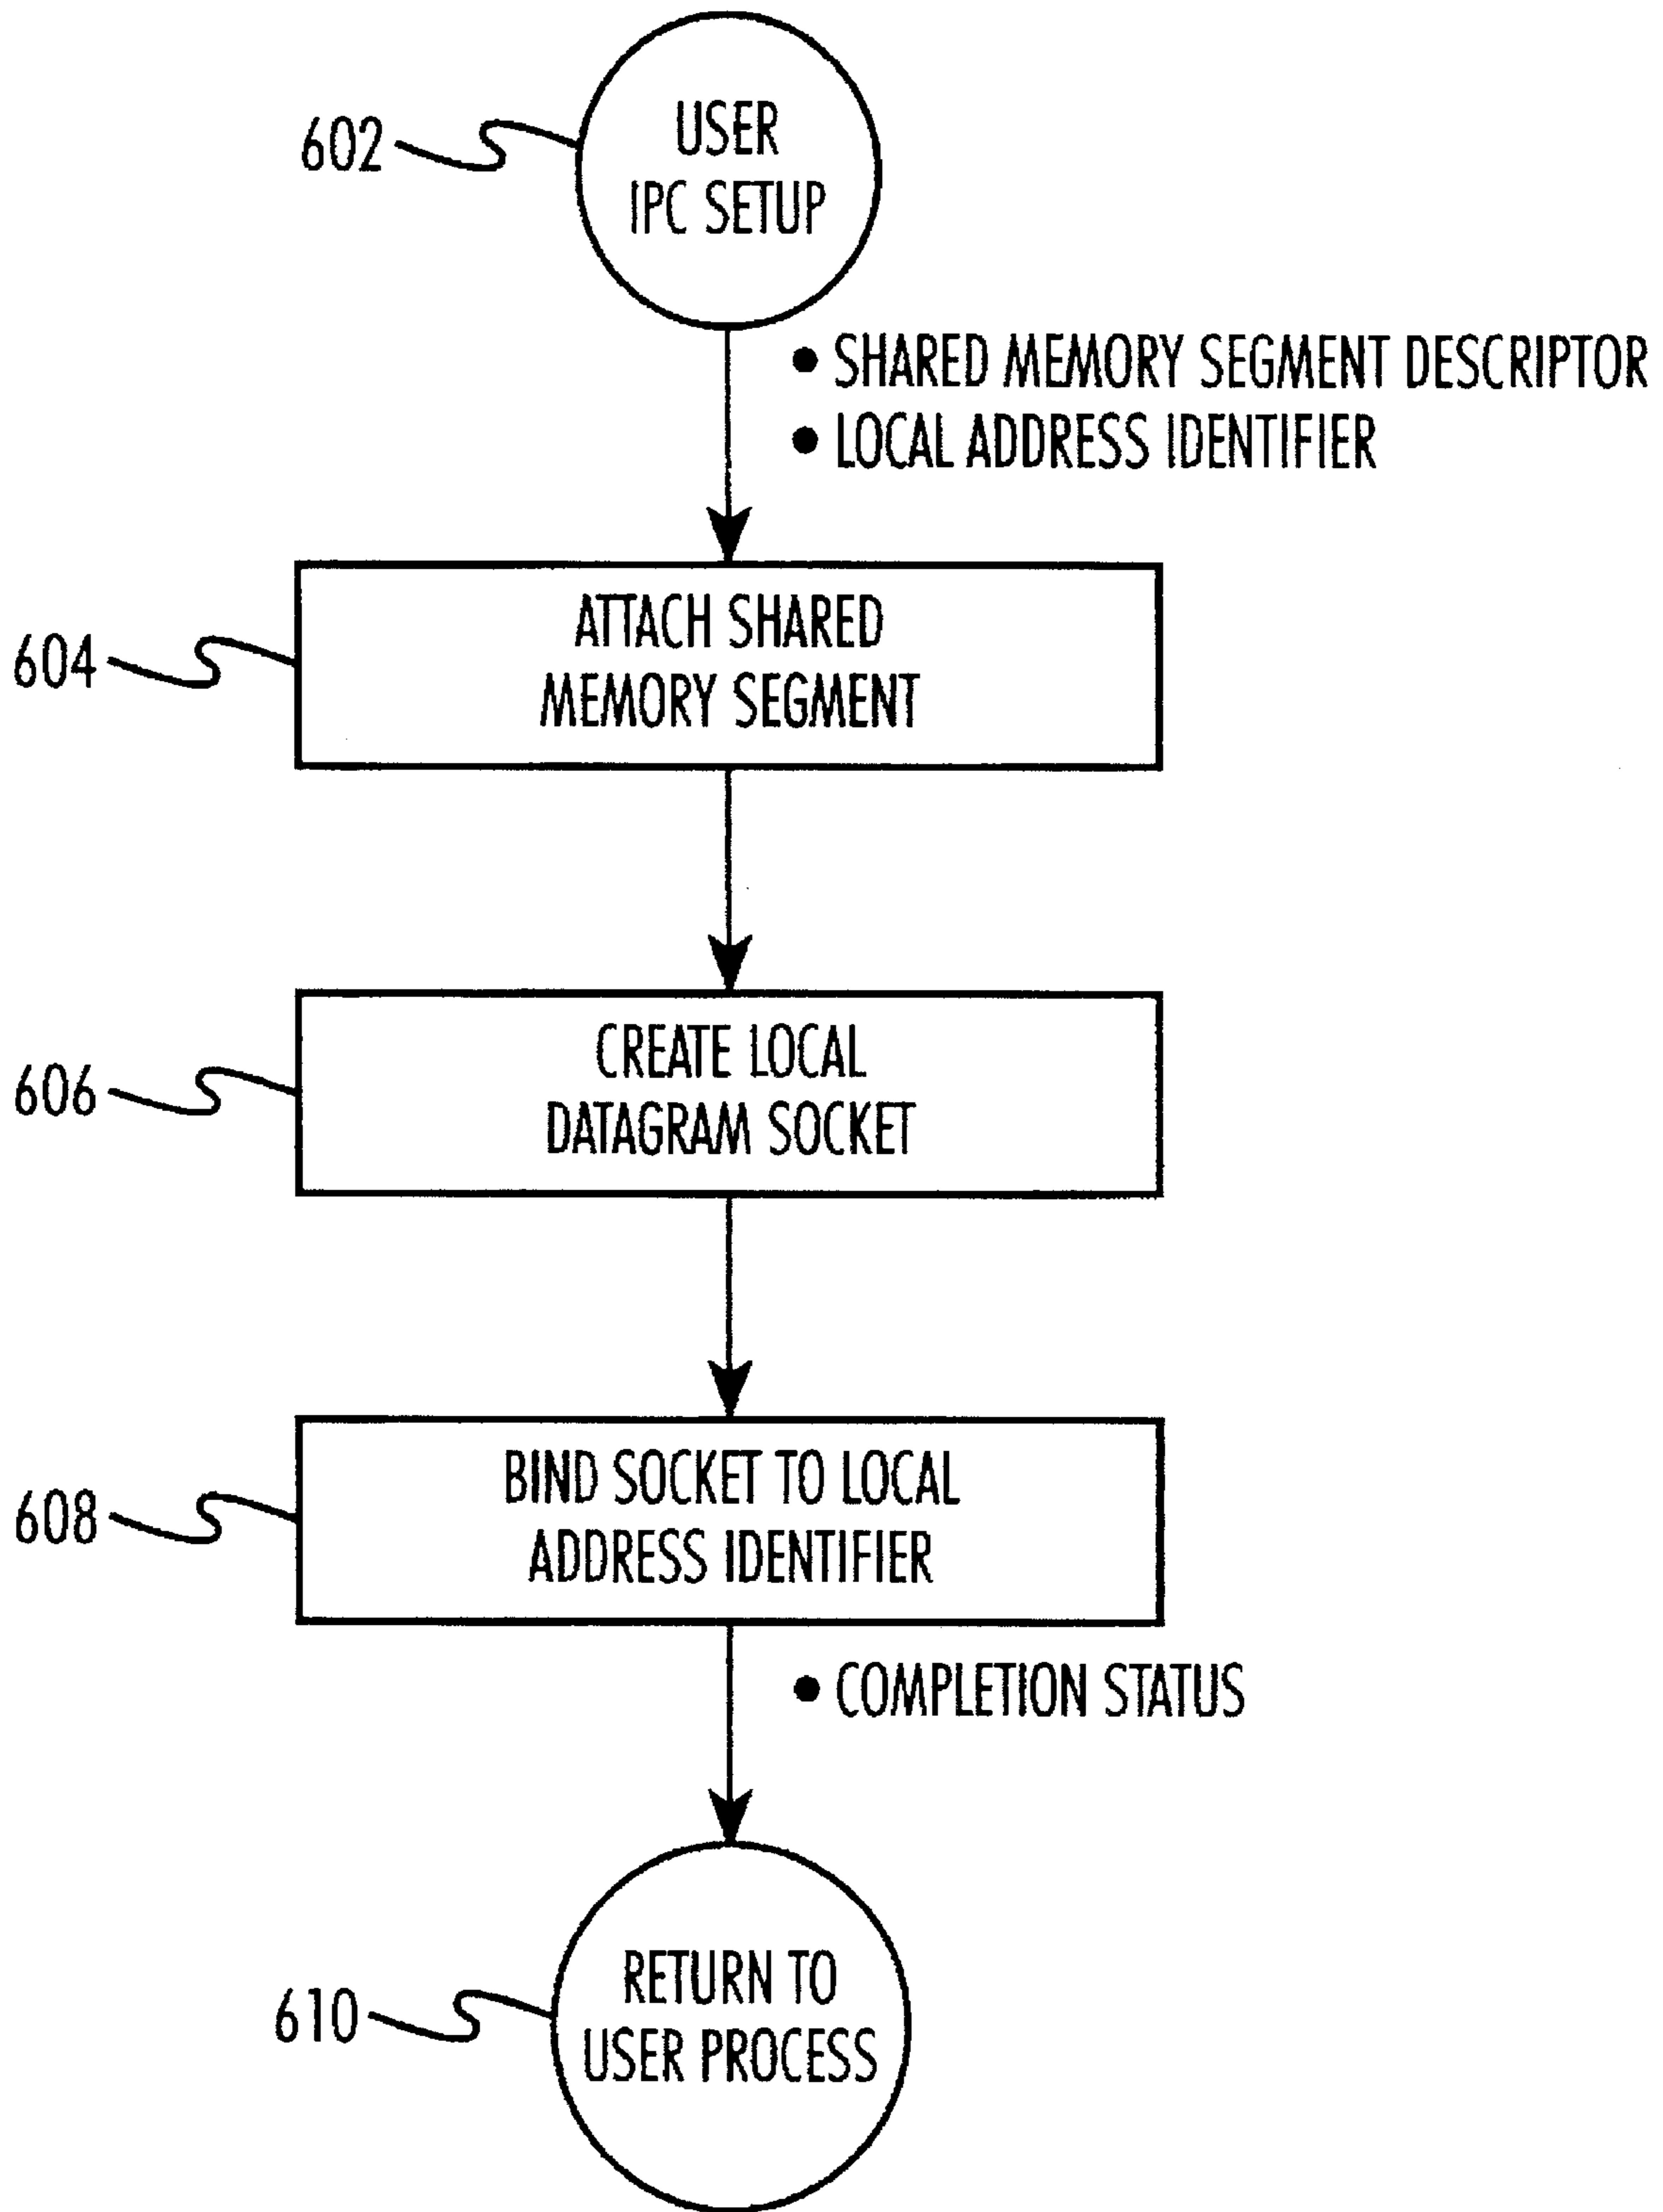 602
USER
IPC SETUP
● SHARED MEMORY SEGMENT DESCRIPTOR
● LOCAL ADDRESS IDENTIFIER
604
ATTACH SHARED
MEMORY SEGMENT
606
CREATE LOCAL
DATAGRAM SOCKET
608
BIND SOCKET TO LOCAL
ADDRESS IDENTIFIER
● COMPLETION STATUS
610
RETURN TO
USER PROCESS